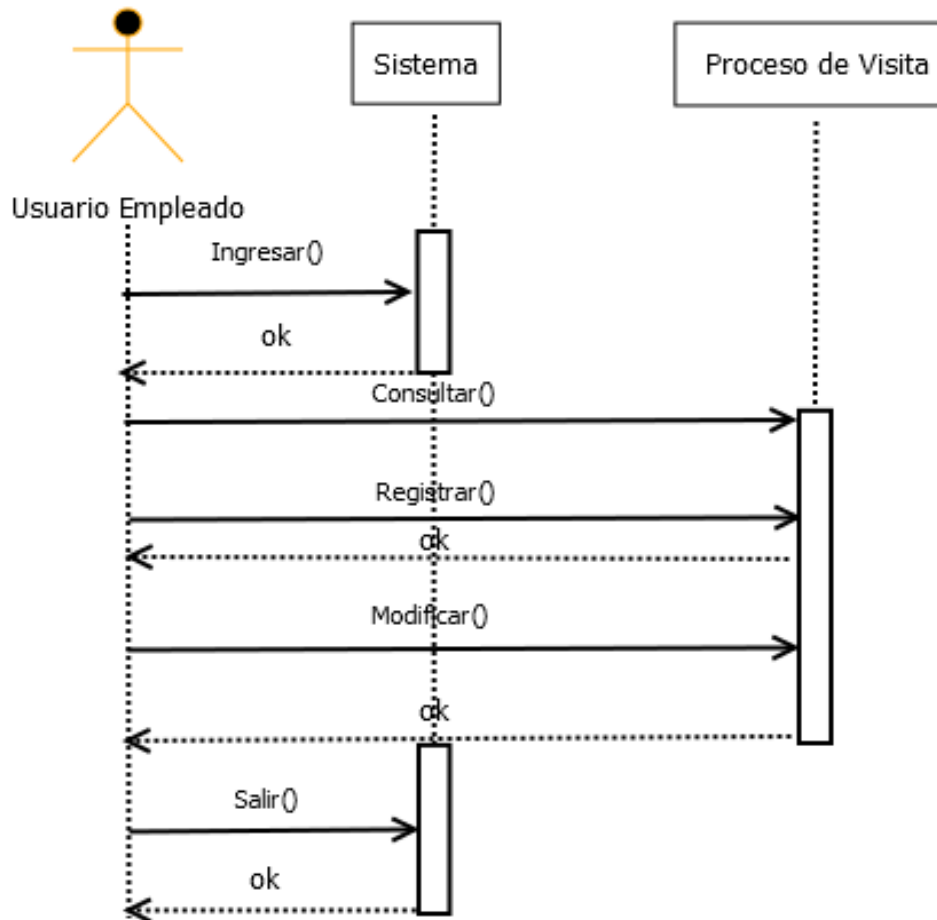 Sistema
Proceso de Visita
Usuario Empleado
Ingresar()
ok
Consultar()
Registrar()
ok
Modificar()
ok
Salir()
ok